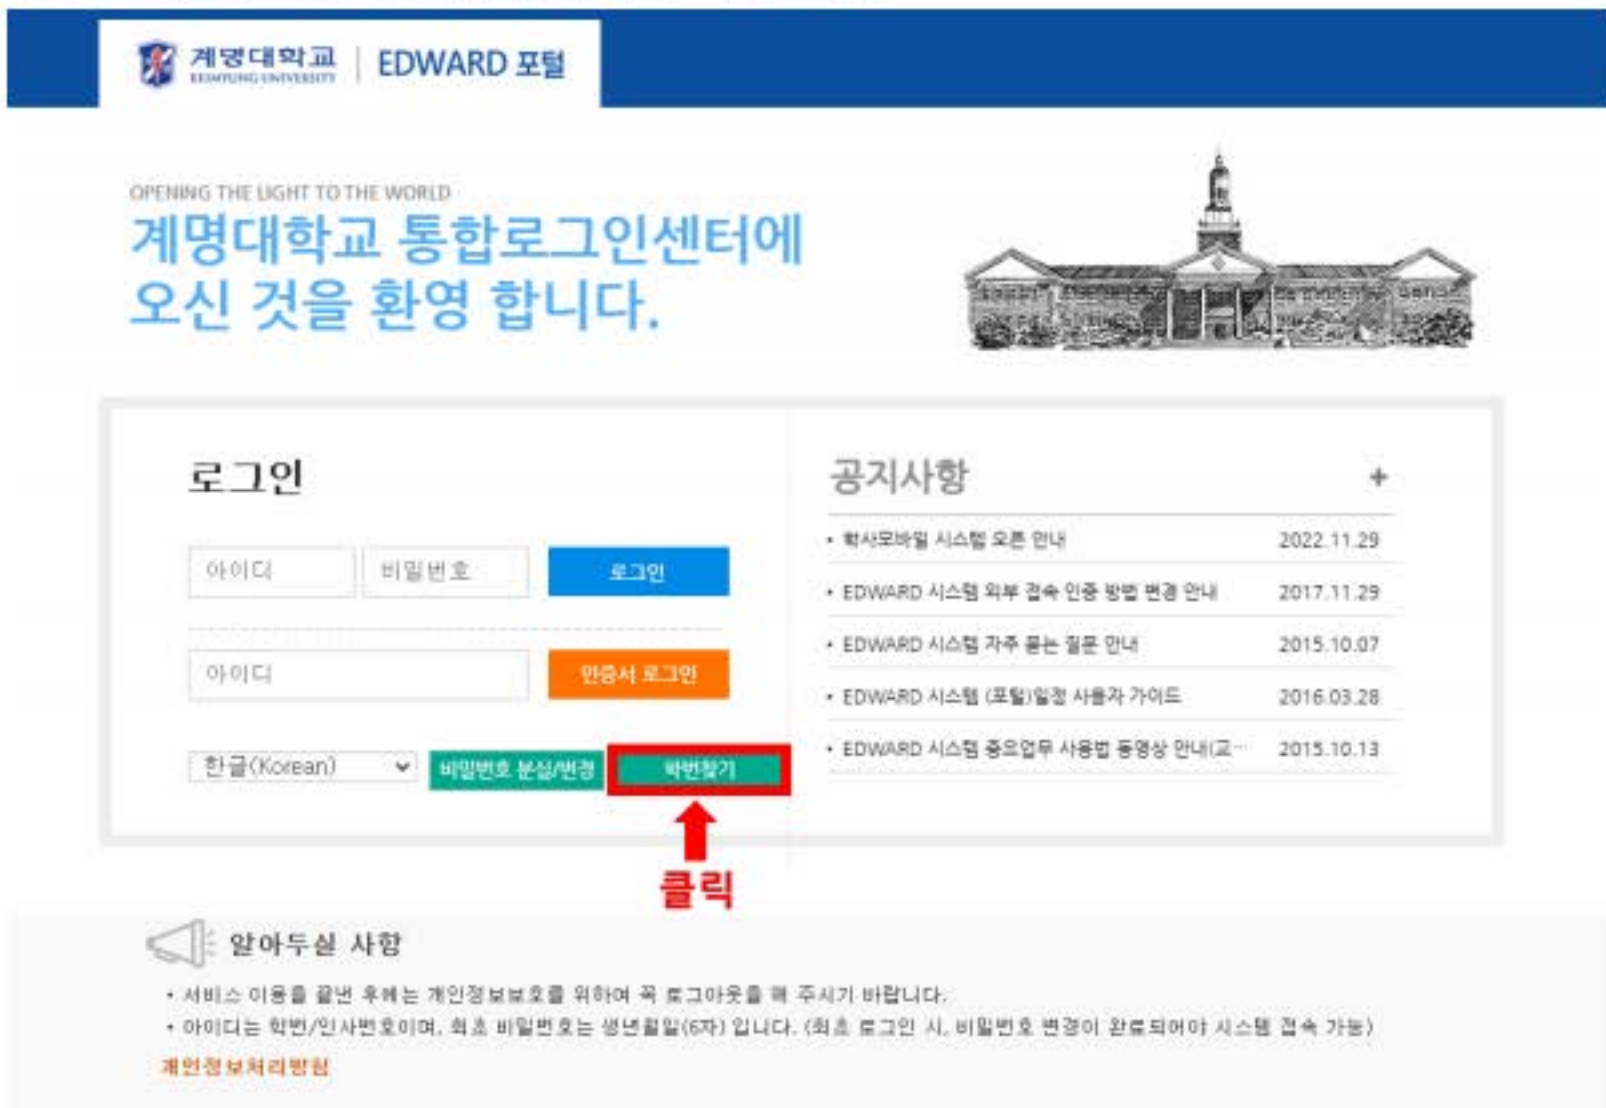 계명대학교
KEIMYUNG UNIVERSITY
EDWARD 포털
OPENING THE LIGHT TO THE WORLD
계명대학교 통합로그인센터에
오신 것을 환영 합니다.
로그인
아이디
비밀번호
로그인
아이디
인증서 로그인
한글(Korean)
비밀번호 분실/변경
학번찾기
클릭
공지사항
+
• 학사모바일 시스템 오픈 안내 2022.11.29
• EDWARD 시스템 외부 접속 인증 방법 변경 안내 2017.11.29
• EDWARD 시스템 자주 묻는 질문 안내 2015.10.07
• EDWARD 시스템 (포털)일정 사용자 가이드 2016.03.28
• EDWARD 시스템 중요업무 사용법 동영상 안내(교… 2015.10.13
알아두실 사항
• 서비스 이용을 끝낸 후에는 개인정보보호를 위하여 꼭 로그아웃을 해 주시기 바랍니다.
• 아이디는 학번/인사번호이며, 최초 비밀번호는 생년월일(6자) 입니다. (최초 로그인 시, 비밀번호 변경이 완료되어야 시스템 접속 가능)
개인정보처리방침